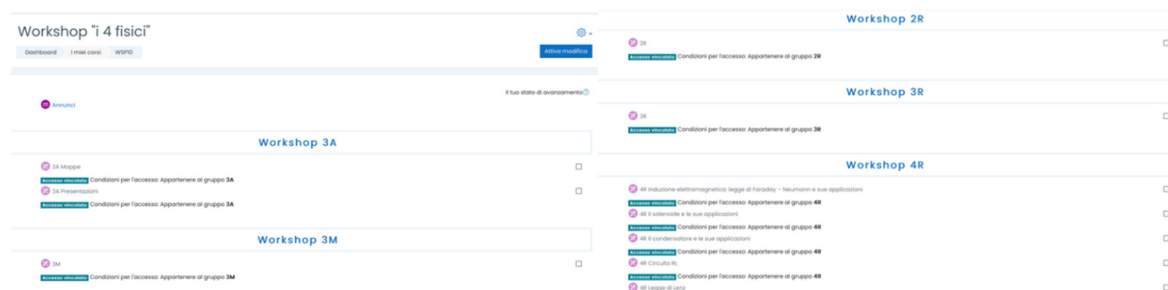 Workshop "i 4 fisici"
Dashboard I miei corsi WSP10
Attiva modifica
Il tuo stato di avanzamento
Annunci
Workshop 3A
3A Mappe
Accesso vincolato Condizioni per l'accesso: Appartenere al gruppo 3A
3A Presentazioni
Accesso vincolato Condizioni per l'accesso: Appartenere al gruppo 3A
Workshop 3M
3M
Accesso vincolato Condizioni per l'accesso: Appartenere al gruppo 3M
Workshop 2R
2R
Accesso vincolato Condizioni per l'accesso: Appartenere al gruppo 2R
Workshop 3R
3R
Accesso vincolato Condizioni per l'accesso: Appartenere al gruppo 3R
Workshop 4R
4R Induzione elettromagnetica: legge di Faraday - Neumann e sue applicazioni
Accesso vincolato Condizioni per l'accesso: Appartenere al gruppo 4R
4R Il solenoide e le sue applicazioni
Accesso vincolato Condizioni per l'accesso: Appartenere al gruppo 4R
4R Il condensatore e le sue applicazioni
Accesso vincolato Condizioni per l'accesso: Appartenere al gruppo 4R
4R Circuito RL
Accesso vincolato Condizioni per l'accesso: Appartenere al gruppo 4R
4R Legge di Lenz